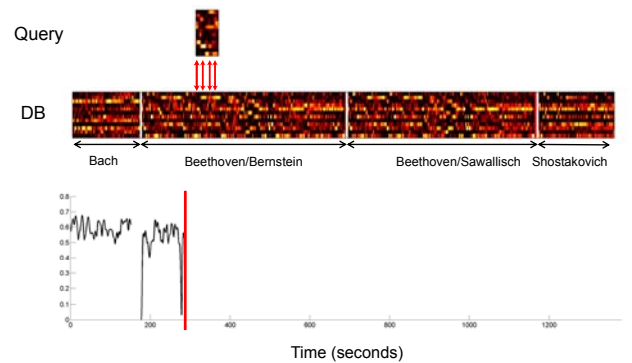 Query
DB
Bach
Beethoven/Bernstein
Beethoven/Sawallisch
Shostakovich
0.8
0.7
0.6
0.5
0.4
0.3
0.2
0.1
0
0 200 400 600 800 1000 1200
Time (seconds)